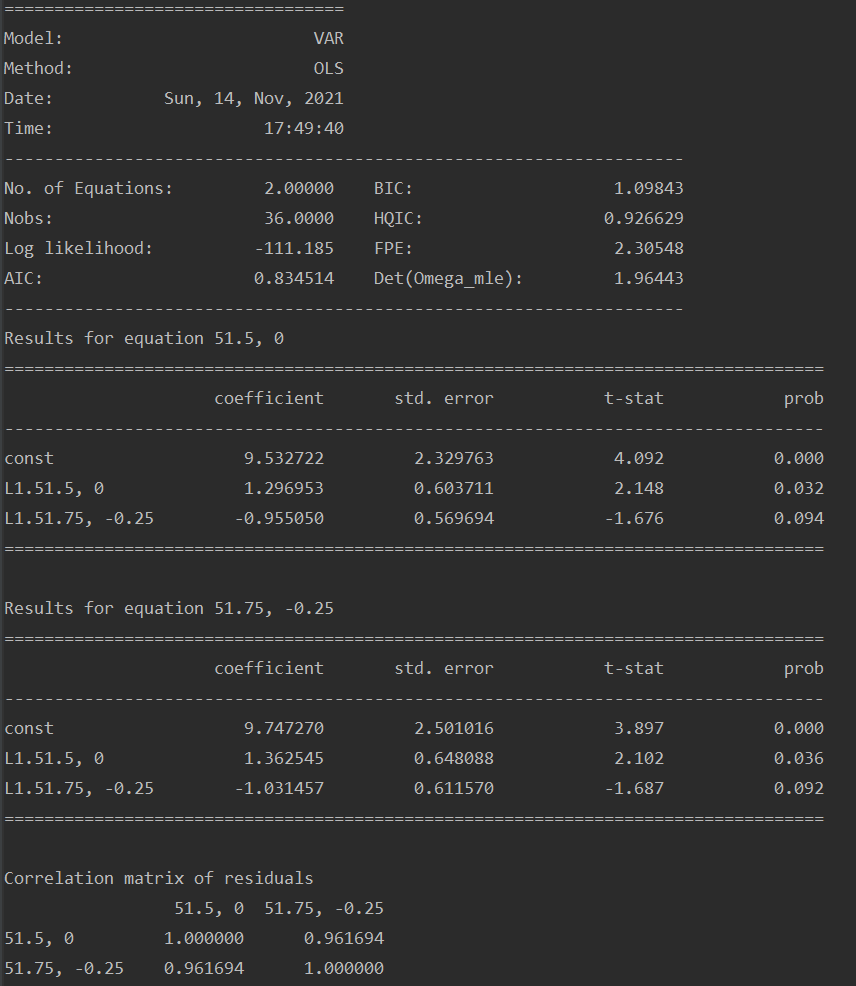 ==================================
Model:                         VAR
Method:                        OLS
Date:           Sun, 14, Nov, 2021
Time:                     17:49:40
--------------------------------------------------------------------
No. of Equations:         2.00000    BIC:                    1.09843
Nobs:                     36.0000    HQIC:                  0.926629
Log likelihood:          -111.185    FPE:                    2.30548
AIC:                     0.834514    Det(Omega_mle):         1.96443
--------------------------------------------------------------------
Results for equation 51.5, 0
==================================================================================
                     coefficient       std. error           t-stat            prob
----------------------------------------------------------------------------------
const                   9.532722         2.329763            4.092           0.000
L1.51.5, 0              1.296953         0.603711            2.148           0.032
L1.51.75, -0.25        -0.955050         0.569694           -1.676           0.094
==================================================================================
Results for equation 51.75, -0.25
==================================================================================
                     coefficient       std. error           t-stat            prob
----------------------------------------------------------------------------------
const                   9.747270         2.501016            3.897           0.000
L1.51.5, 0              1.362545         0.648088            2.102           0.036
L1.51.75, -0.25        -1.031457         0.611570           -1.687           0.092
==================================================================================
Correlation matrix of residuals
                 51.5, 0  51.75, -0.25
51.5, 0         1.000000      0.961694
51.75, -0.25    0.961694      1.000000